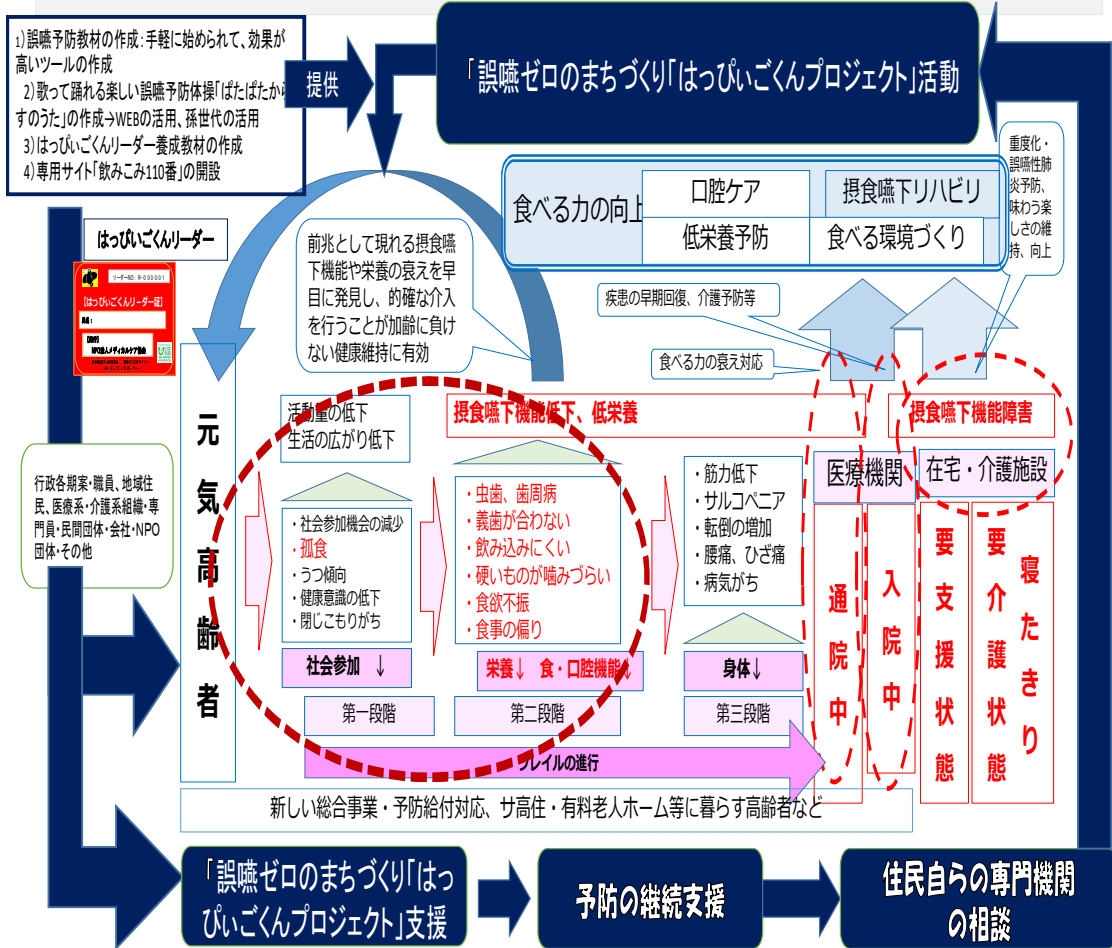 1)誤嚥予防教材の作成:手軽に始められて、効果が
高いツールの作成
2)歌って踊れる楽しい誤嚥予防体操「ぱたぱたから
すのうた」の作成→WEBの活用、孫世代の活用
3)はっぴぃごくんリーダー養成教材の作成
4)専用サイト「飲みこみ110番」の開設
提供
「誤嚥ゼロのまちづくり「はっぴぃごくんプロジェクト」活動
重度化・
誤嚥性肺
炎予防、
味わう楽
しさの維
持、向上
食べる力の向上
口腔ケア
摂食嚥下リハビリ
低栄養予防
食べる環境づくり
はっぴいごくんリーダー
リーダーNO. R-000001
【はっぴいごくんリーダー証】
氏名:
NPO法人メディカルケア協会
前兆として現れる摂食嚥
下機能や栄養の衰えを早
目に発見し、的確な介入
を行うことが加齢に負け
ない健康維持に有効
疾患の早期回復、介護予防等
食べる力の衰え対応
元気高齢者
活動量の低下
生活の広がり低下
摂食嚥下機能低下、低栄養
摂食嚥下機能障害
行政各期案・職員、地域住
民、医療系・介護系組織・専
門員・民間団体・会社・NPO
団体・その他
・社会参加機会の減少
・孤食
・うつ傾向
・健康意識の低下
・閉じこもりがち
・虫歯、歯周病
・義歯が合わない
・飲み込みにくい
・硬いものが噛みづらい
・食欲不振
・食事の偏り
・筋力低下
・サルコペニア
・転倒の増加
・腰痛、ひざ痛
・病気がち
医療機関
在宅・介護施設
通院中
入院中
要支援状態
要介護状態
寝たきり
社会参加 ↓
栄養↓ 食・口腔機能↓
身体↓
第一段階
第二段階
第三段階
フレイルの進行
新しい総合事業・予防給付対応、サ高住・有料老人ホーム等に暮らす高齢者など
「誤嚥ゼロのまちづくり「はっ
ぴぃごくんプロジェクト」支援
予防の継続支援
住民自らの専門機関
の相談